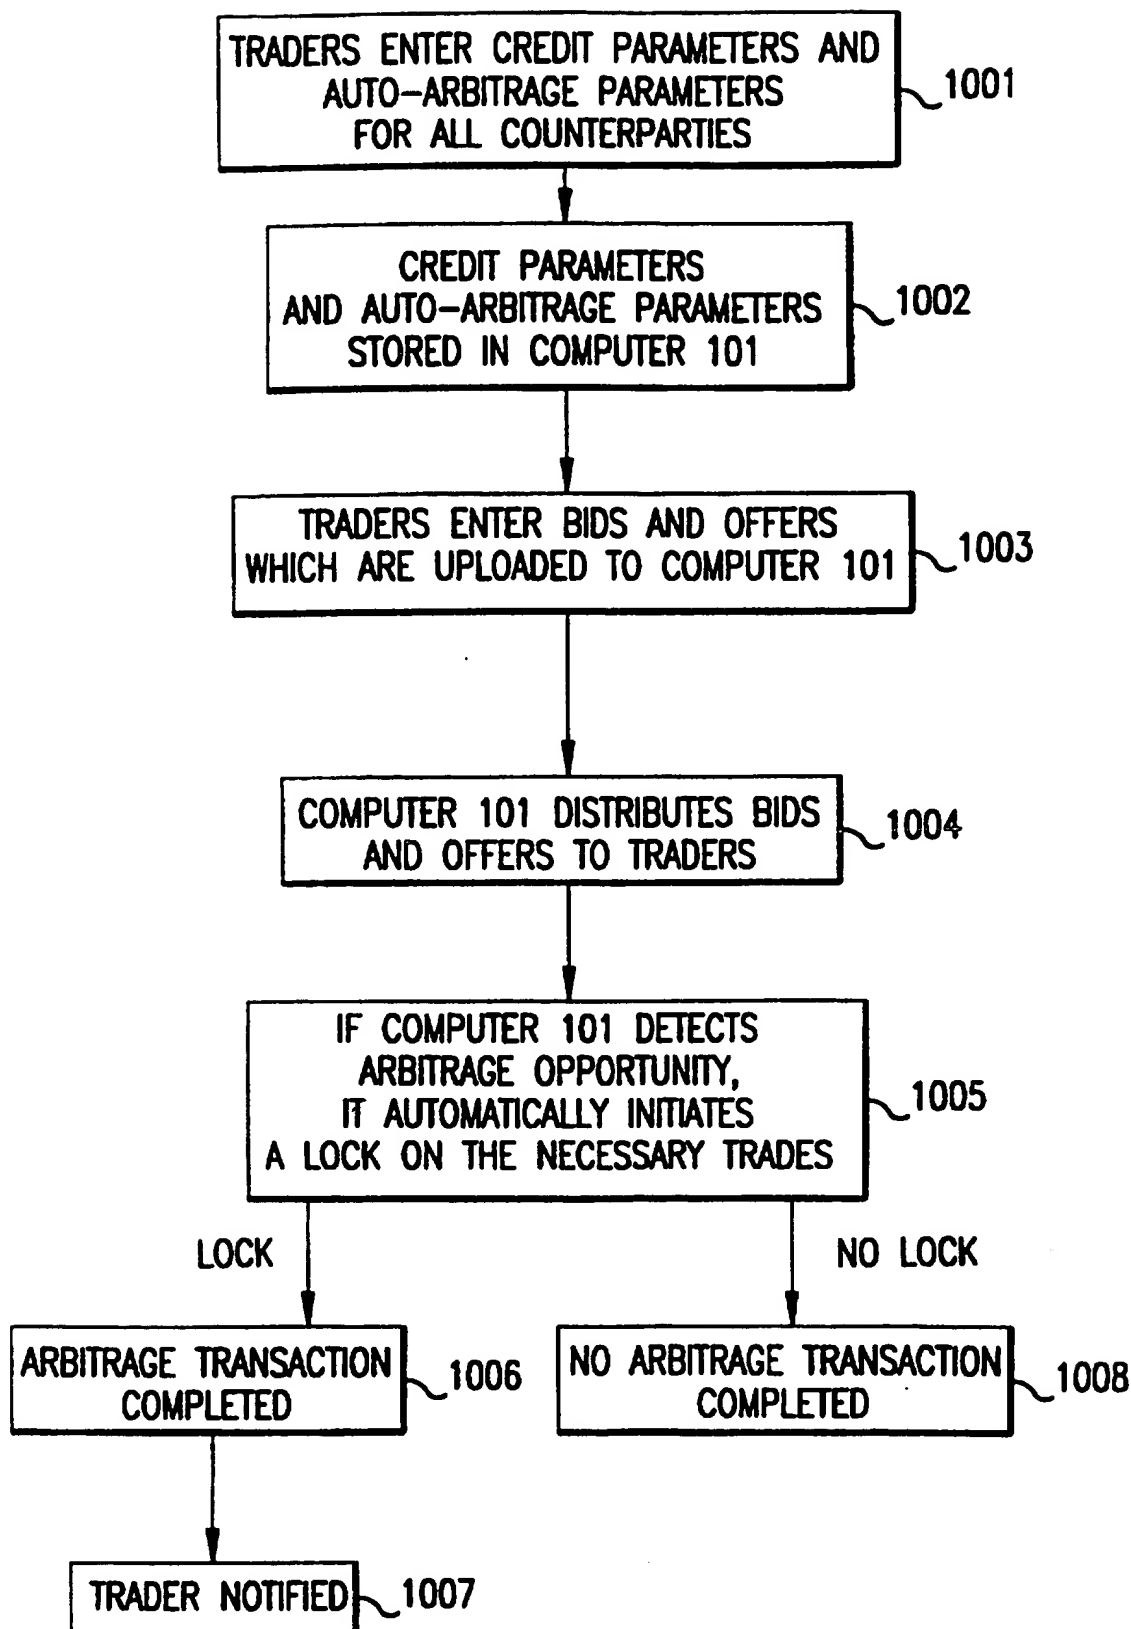 TRADERS ENTER CREDIT PARAMETERS AND
AUTO-ARBITRAGE PARAMETERS
FOR ALL COUNTERPARTIES
1001
CREDIT PARAMETERS
AND AUTO-ARBITRAGE PARAMETERS
STORED IN COMPUTER 101
1002
TRADERS ENTER BIDS AND OFFERS
WHICH ARE UPLOADED TO COMPUTER 101
1003
COMPUTER 101 DISTRIBUTES BIDS
AND OFFERS TO TRADERS
1004
IF COMPUTER 101 DETECTS
ARBITRAGE OPPORTUNITY,
IT AUTOMATICALLY INITIATES
A LOCK ON THE NECESSARY TRADES
1005
LOCK
NO LOCK
ARBITRAGE TRANSACTION
COMPLETED
1006
NO ARBITRAGE TRANSACTION
COMPLETED
1008
TRADER NOTIFIED
1007